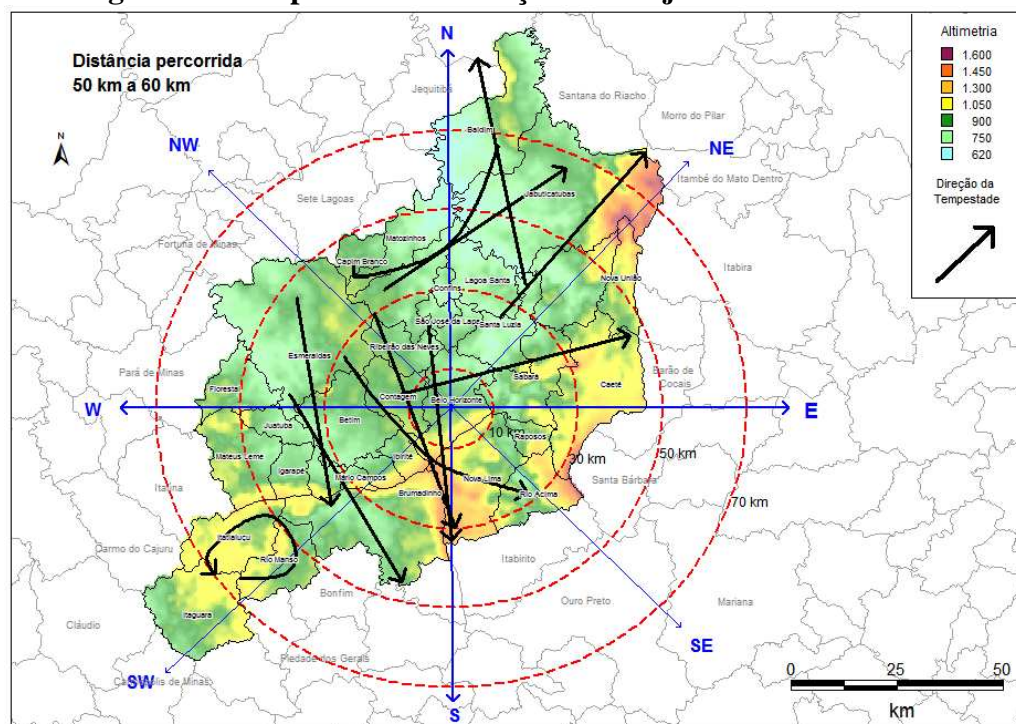 N
Distância percorrida
50 km a 60 km
Altimetria
1.600
1.450
1.300
1.050
900
750
620
Direção da
Tempestade
Jequitibá
Santana do Riacho
Morro do Pilar
Baldim
N
NW
NE
Itambé do Mato Dentro
Jabuticatubas
Sete Lagoas
Matozinhos
Fortuna de Minas
Capim Branco
Itabira
Lagoa Santa
Nova União
Confins
São José da Lapa
Santa Luzia
Ribeirão das Neves
Esmeraldas
Pará de Minas
Barão de
Cocais
Sabará
Caeté
Florestal
Contagem
Belo Horizonte
W
E
Betim
Juatuba
10 km
Raposos
Mateus Leme
Ibirité
30 km
50 km
Igarapé
Mário Campos
Nova Lima
Santa Bárbara
Itaúna
Brumadinho
Rio Acima
70 km
Itatiaiuçu
Carmo do Cajuru
Rio Manso
Itabirito
Bonfim
Ouro Preto
Mariana
Itaguara
Cláudio
SE
Piedade dos Gerais
SW
0
25
50
km
S